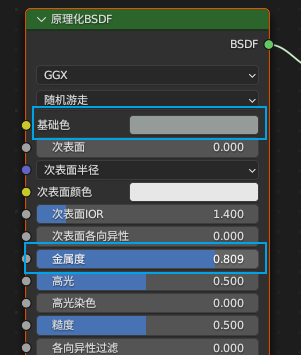 原理化BSDF
BSDF
GGX
随机游走
基础色
次表面 0.000
次表面半径
次表面颜色
次表面IOR 1.400
次表面各向异性 0.000
金属度 0.809
高光 0.500
高光染色 0.000
糙度 0.500
各向异性过滤 0.000